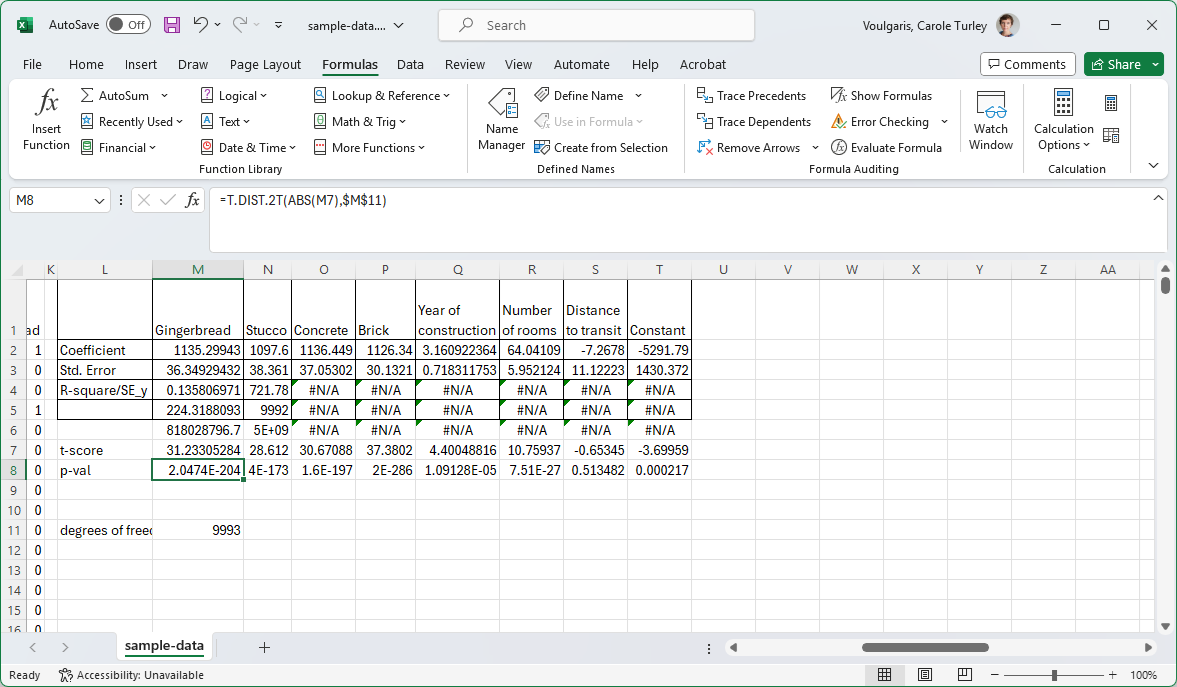 AutoSave Off sample-data.... Search Voulgaris, Carole Turley
File Home Insert Draw Page Layout Formulas Data Review View Automate Help Acrobat Comments Share
fx Insert Function
AutoSum
Recently Used
Financial
Logical
Text
Date & Time
Lookup & Reference
Math & Trig
More Functions
Function Library
Name Manager
Define Name
Use in Formula
Create from Selection
Defined Names
Trace Precedents
Trace Dependents
Remove Arrows
Show Formulas
Error Checking
Evaluate Formula
Formula Auditing
Watch Window
Calculation Options
Calculation
M8 fx =T.DIST.2T(ABS(M7),$M$11)
K L M N O P Q R S T U V W X Y Z AA
1 ad Gingerbread Stucco Concrete Brick Year of construction Number of rooms Distance to transit Constant
2 1 Coefficient 1135.29943 1097.6 1136.449 1126.34 3.160922364 64.04109 -7.2678 -5291.79
3 0 Std. Error 36.34929432 38.361 37.05302 30.1321 0.718311753 5.952124 11.12223 1430.372
4 0 R-square/SE_y 0.135806971 721.78 #N/A #N/A #N/A #N/A #N/A #N/A
5 1 224.3188093 9992 #N/A #N/A #N/A #N/A #N/A #N/A
6 0 818028796.7 5E+09 #N/A #N/A #N/A #N/A #N/A #N/A
7 0 t-score 31.23305284 28.612 30.67088 37.3802 4.40048816 10.75937 -0.65345 -3.69959
8 0 p-val 2.0474E-204 4E-173 1.6E-197 2E-286 1.09128E-05 7.51E-27 0.513482 0.000217
9 0
10 0
11 0 degrees of freed 9993
12 0
13 0
14 0
15 0
16 0
sample-data
Ready Accessibility: Unavailable 100%